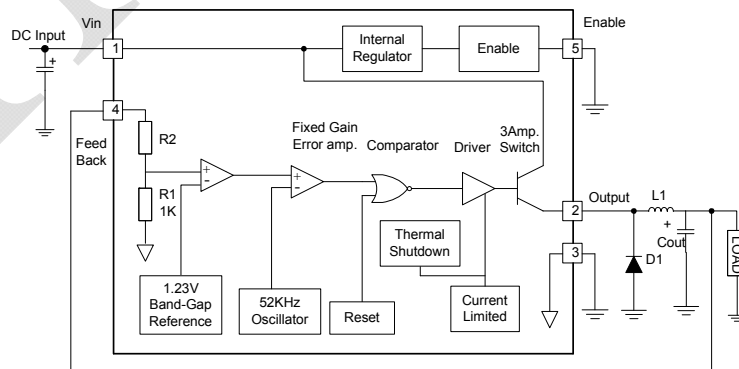 Vin
Enable
DC Input
+
1
Internal
Regulator
Enable
5
4
Feed
Back
R2
R1
1K
+
-
Fixed Gain
Error amp.
+
-
Comparator
Driver
3Amp.
Switch
Output
2
L1
+
Cout
D1
LOAD
3
Thermal
Shutdown
1.23V
Band-Gap
Reference
52KHz
Oscillator
Reset
Current
Limited